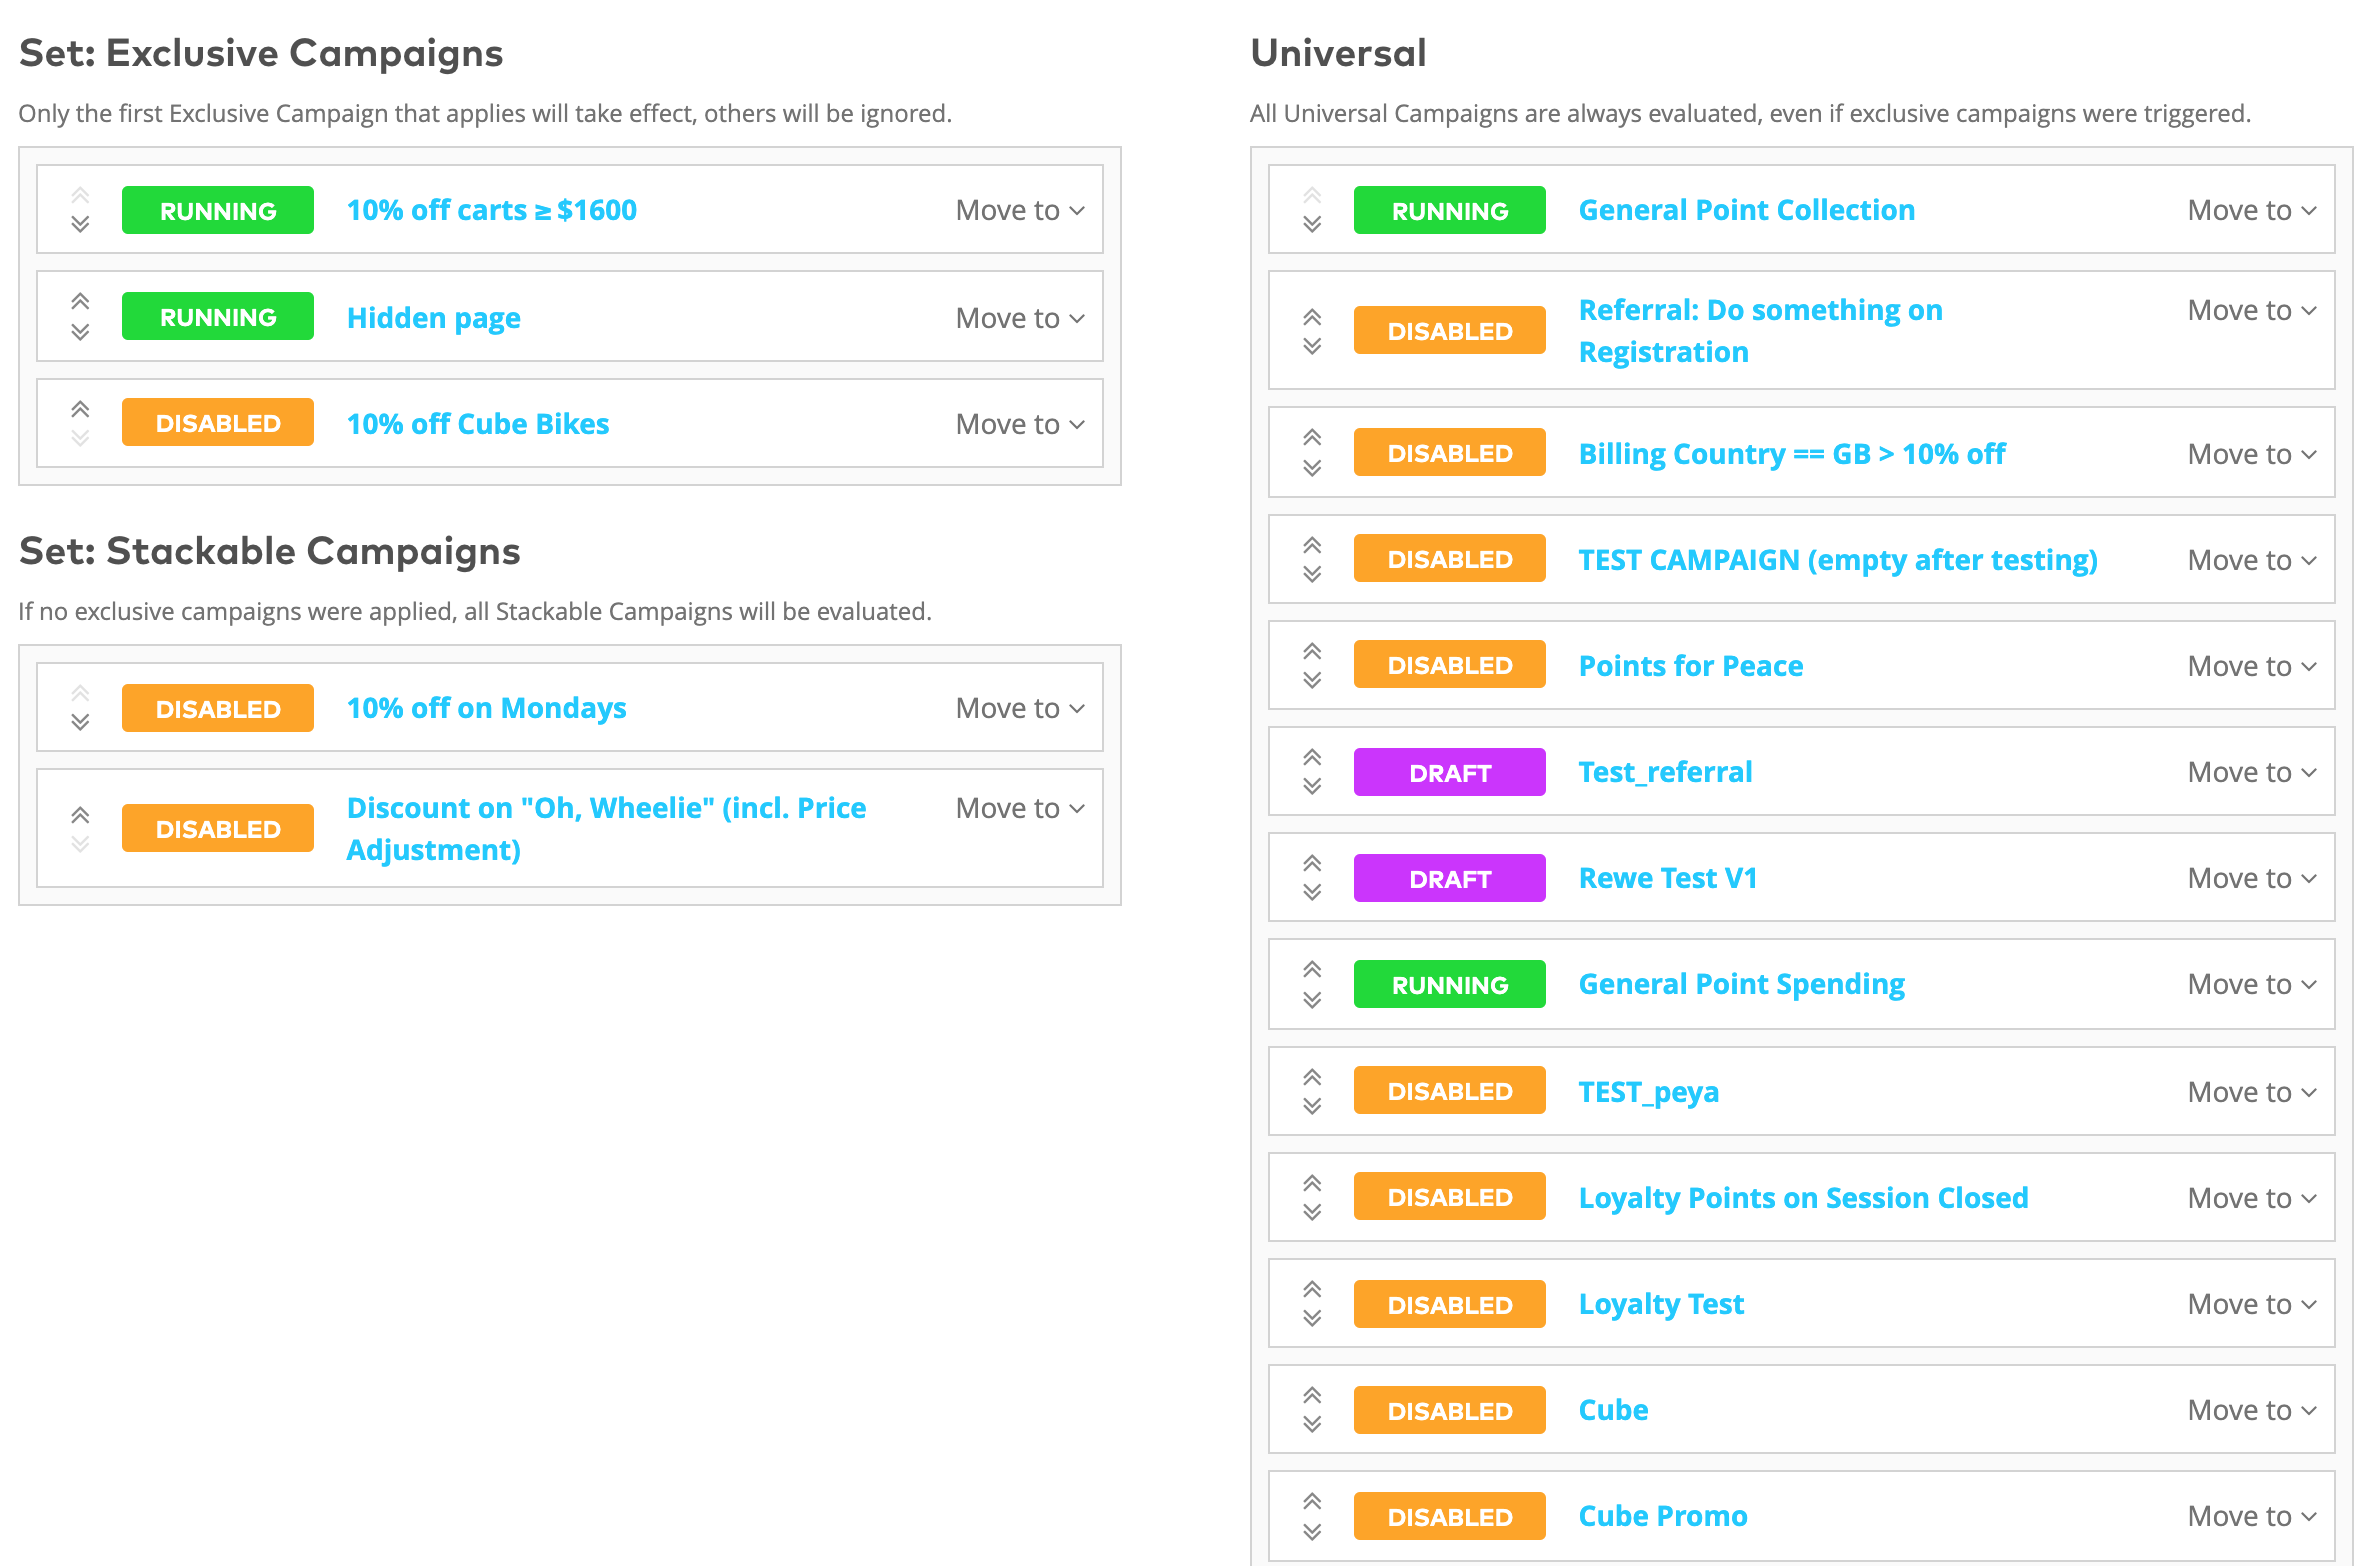 Set: Exclusive Campaigns
Only the first Exclusive Campaign that applies will take effect, others will be ignored.
RUNNING 10% off carts ≥ $1600 Move to
RUNNING Hidden page Move to
DISABLED 10% off Cube Bikes Move to
Set: Stackable Campaigns
If no exclusive campaigns were applied, all Stackable Campaigns will be evaluated.
DISABLED 10% off on Mondays Move to
DISABLED Discount on "Oh, Wheelie" (incl. Price Move to
Adjustment)
Universal
All Universal Campaigns are always evaluated, even if exclusive campaigns were triggered.
RUNNING General Point Collection Move to
DISABLED Referral: Do something on Move to
Registration
DISABLED Billing Country == GB > 10% off Move to
DISABLED TEST CAMPAIGN (empty after testing) Move to
DISABLED Points for Peace Move to
DRAFT Test_referral Move to
DRAFT Rewe Test V1 Move to
RUNNING General Point Spending Move to
DISABLED TEST_peya Move to
DISABLED Loyalty Points on Session Closed Move to
DISABLED Loyalty Test Move to
DISABLED Cube Move to
DISABLED Cube Promo Move to